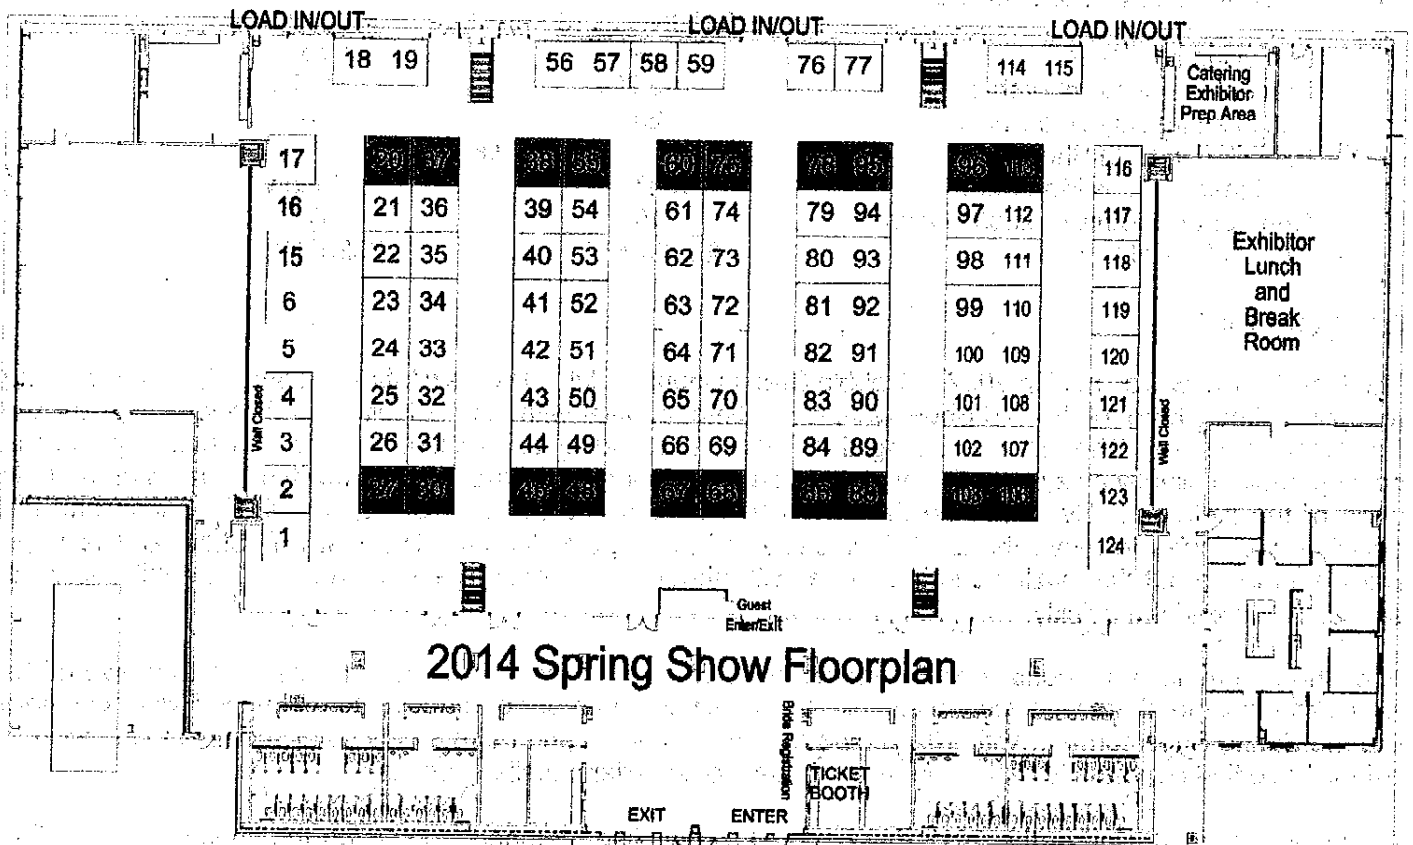 LOAD IN/OUT LOAD IN/OUT LOAD IN/OUT
18 19 56 57 58 59 76 77 114 115
Catering
Exhibitor
Prep Area
17 116
16 21 36 39 54 61 74 79 94 97 112 117
15 22 35 40 53 62 73 80 93 98 111 118
6 23 34 41 52 63 72 81 92 99 110 119
5 24 33 42 51 64 71 82 91 100 109 120
4 25 32 43 50 65 70 83 90 101 108 121
3 26 31 44 49 66 69 84 89 102 107 122
2 123
1 124
Wall Closed
Wall Closed
Exhibitor
Lunch
and
Break
Room
Guest
Enter/Exit
2014 Spring Show Floorplan
Bride Registration
TICKET
BOOTH
EXIT ENTER